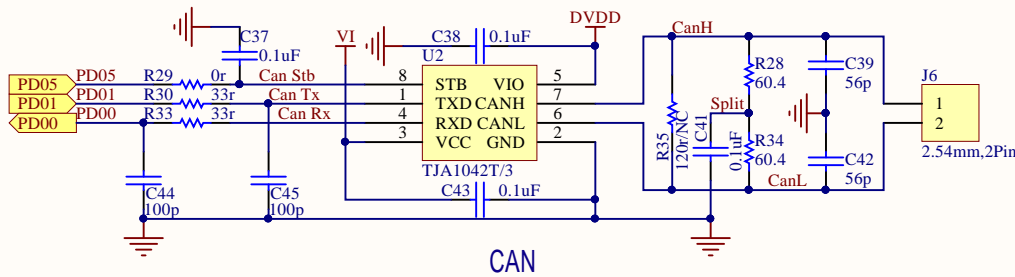 DVDD
C37
0.1uF
VI
C38
0.1uF
U2
CanH
PD05
PD05
R29
0r
Can Stb
8
STB
VIO
5
R28
60.4
C39
56p
J6
PD01
PD01
R30
33r
Can Tx
1
TXD
CANH
7
1
PD00
PD00
R33
33r
Can Rx
4
RXD
CANL
6
Split
2
3
VCC
GND
2
R35
120r/NC
C41
0.1uF
R34
60.4
2.54mm,2Pin
TJA1042T/3
C42
56p
C44
100p
C45
100p
C43
0.1uF
CanL
CAN